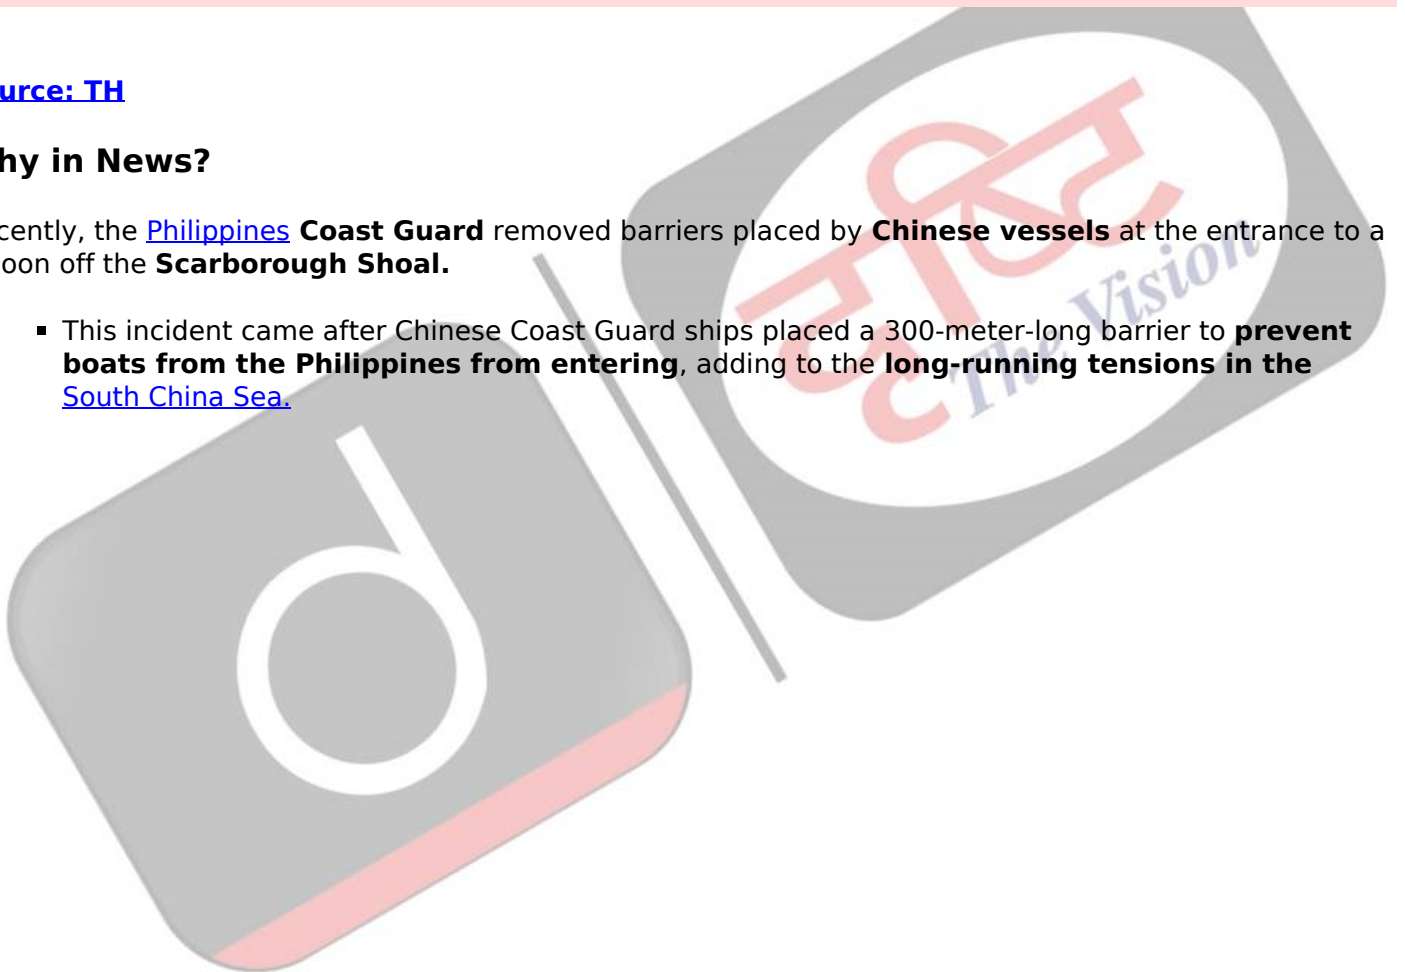 urce: TH
hy in News?
cently, the Philippines Coast Guard removed barriers placed by Chinese vessels at the entrance to a
oon off the Scarborough Shoal.
▪ This incident came after Chinese Coast Guard ships placed a 300-meter-long barrier to prevent
boats from the Philippines from entering, adding to the long-running tensions in the
South China Sea.
दृष्टि
The Vision
d